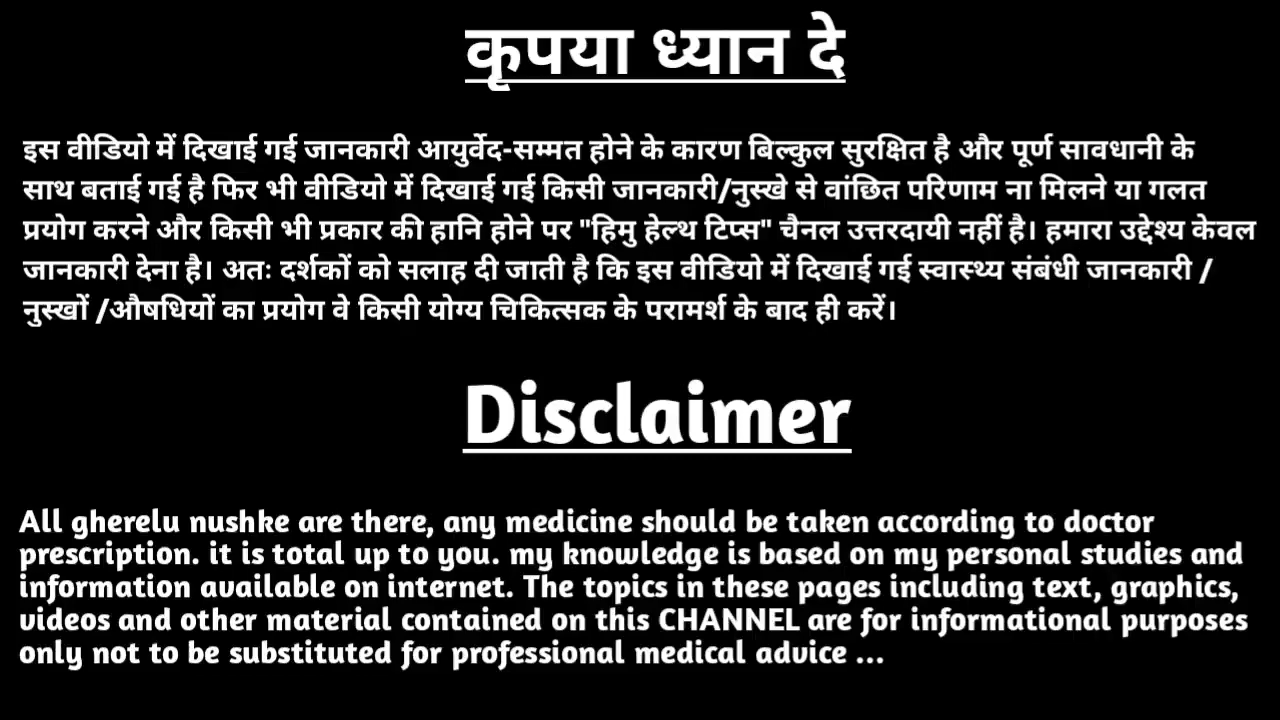 कृपया ध्यान दे
इस वीडियो में दिखाई गई जानकारी आयुर्वेद-सम्मत होने के कारण बिल्कुल सुरक्षित है और पूर्ण सावधानी के
साथ बताई गई है फिर भी वीडियो में दिखाई गई किसी जानकारी/नुस्खे से वांछित परिणाम ना मिलने या गलत
प्रयोग करने और किसी भी प्रकार की हानि होने पर "हिमु हेल्थ टिप्स" चैनल उत्तरदायी नहीं है। हमारा उद्देश्य केवल
जानकारी देना है। अतः दर्शकों को सलाह दी जाती है कि इस वीडियो में दिखाई गई स्वास्थ्य संबंधी जानकारी /
नुस्खों /औषधियों का प्रयोग वे किसी योग्य चिकित्सक के परामर्श के बाद ही करें।
Disclaimer
All gherelu nushke are there, any medicine should be taken according to doctor
prescription. it is total up to you. my knowledge is based on my personal studies and
information available on internet. The topics in these pages including text, graphics,
videos and other material contained on this CHANNEL are for informational purposes
only not to be substituted for professional medical advice ...